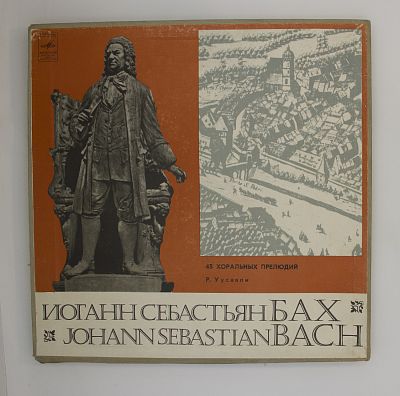 45 ХОРАЛЬНЫХ ПРЕЛЮДИЙ
Р. Уусвяли
ИОГАНН СЕБАСТЬЯН БАХ
JOHANN SEBASTIAN BACH